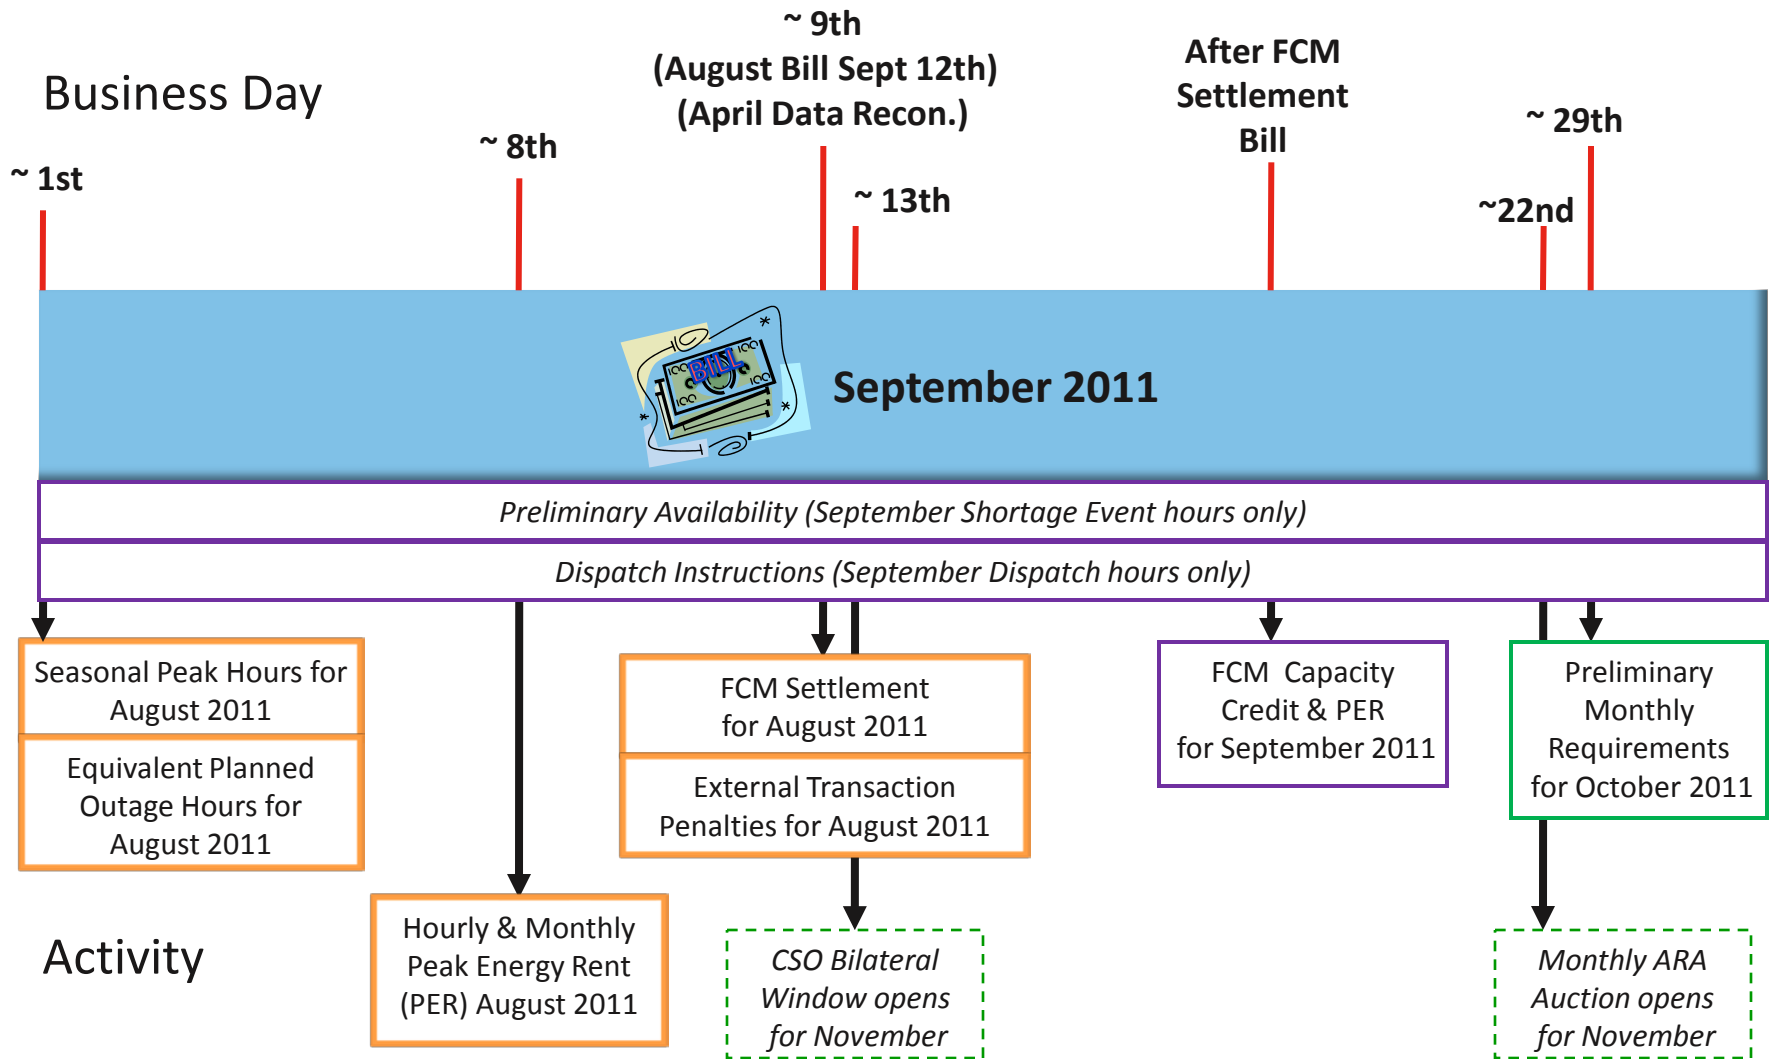 ~ 9th
(August Bill Sept 12th)
(April Data Recon.)
After FCM
Settlement
Bill
Business Day
~ 29th
~ 8th
~ 1st
~ 13th
~22nd
100
100
BILL
100
100
September 2011
Preliminary Availability (September Shortage Event hours only)
Dispatch Instructions (September Dispatch hours only)
Seasonal Peak Hours for
August 2011
Equivalent Planned
Outage Hours for
August 2011
Hourly & Monthly
Peak Energy Rent
(PER) August 2011
FCM Settlement
for August 2011
External Transaction
Penalties for August 2011
CSO Bilateral
Window opens
for November
FCM  Capacity
Credit & PER
for September 2011
Preliminary
Monthly
Requirements
for October 2011
Monthly ARA
Auction opens
for November
Activity